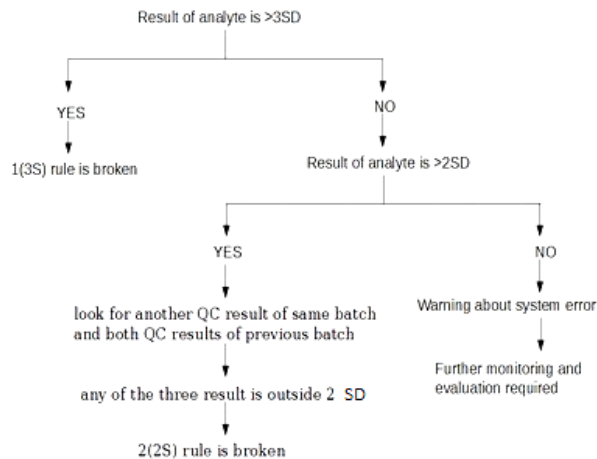 Result of analyte is >3SD
YES
NO
1(3S) rule is broken
Result of analyte is >2SD
YES
NO
look for another QC result of same batch
and both QC results of previous batch
Warning about system error
any of the three result is outside 2 SD
Further monitoring and
evaluation required
2(2S) rule is broken